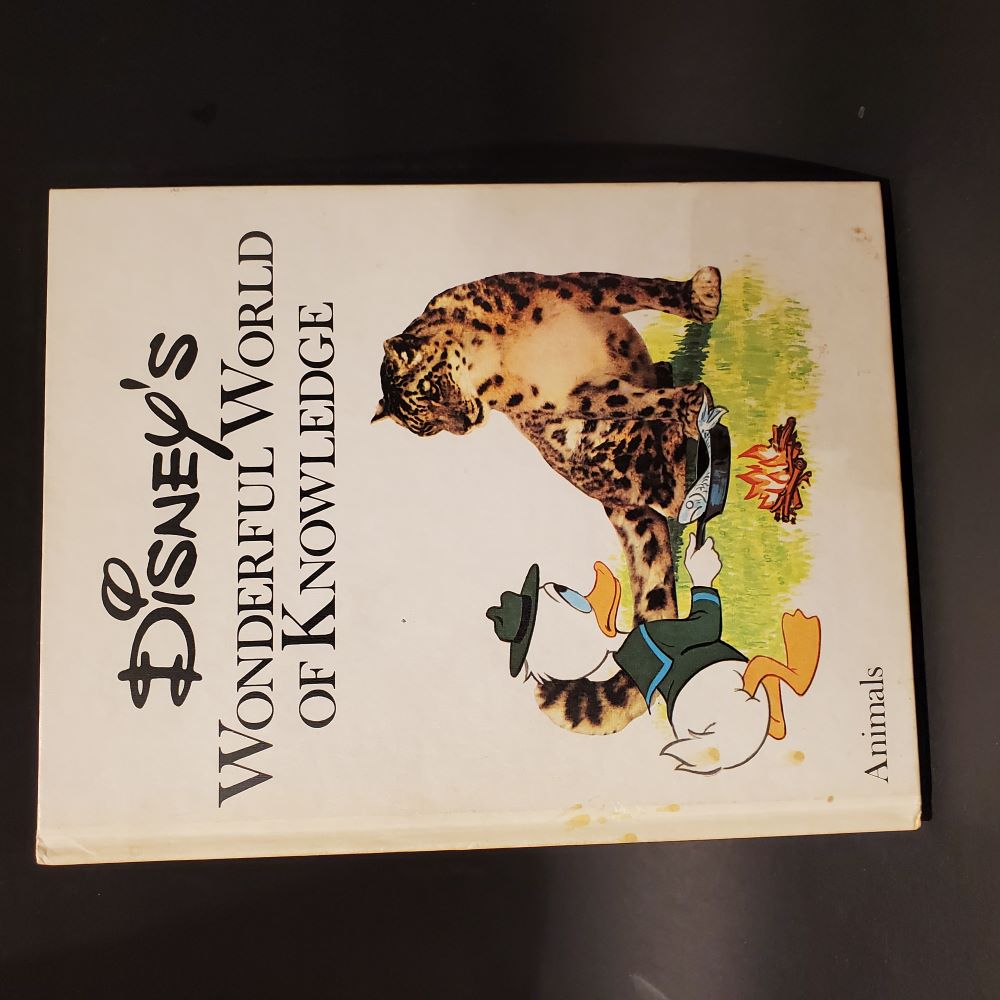 DISNEY'S
WONDERFUL WORLD
OF KNOWLEDGE
Animals